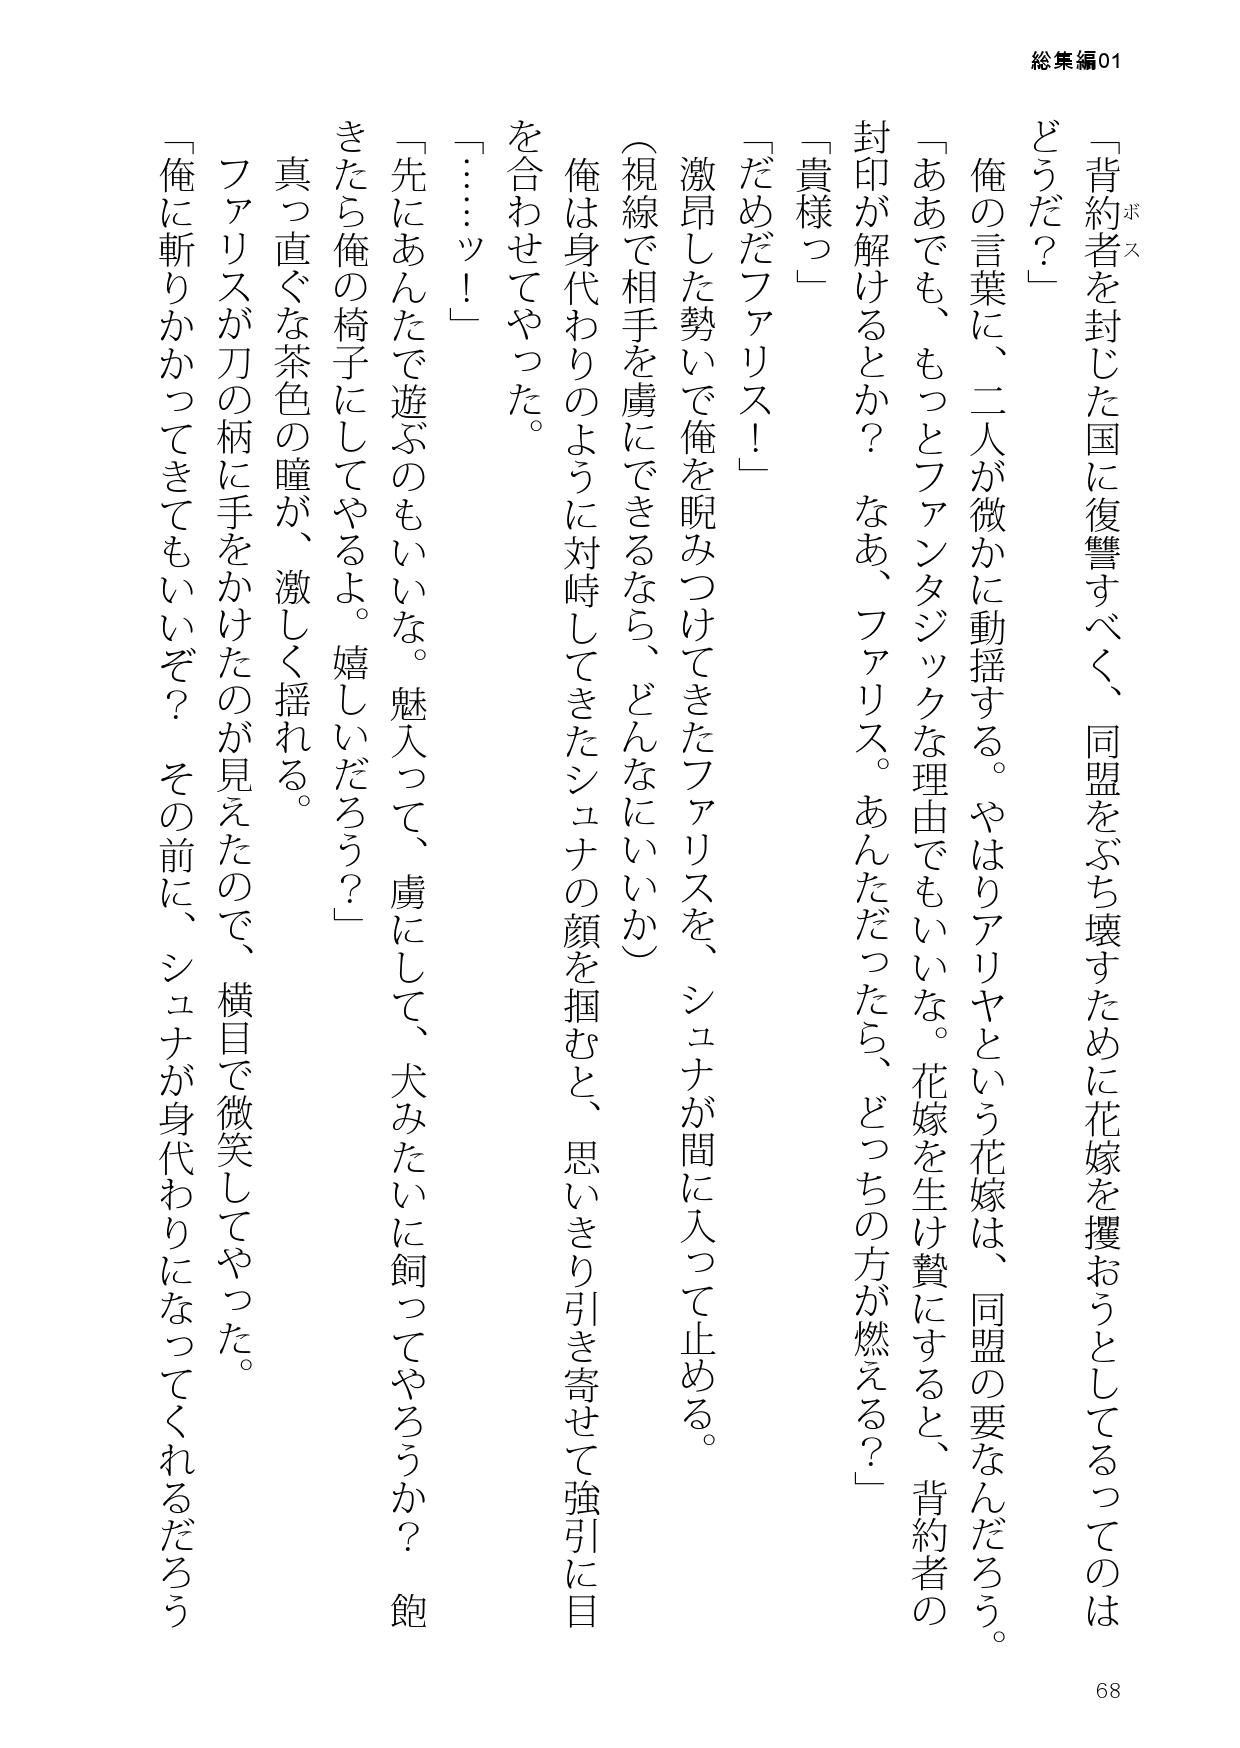 総集編01
「背約者を封じた国に復讐すべく、同盟をぶち壊すために花嫁を攫おうとしてるってのは
ボス
どうだ？」
俺の言葉に、二人が微かに動揺する。やはりアリヤという花嫁は、同盟の要なんだろう。
「ああでも、もっとファンタジックな理由でもいいな。花嫁を生け贄にすると、背約者の
封印が解けるとか？　なあ、ファリス。あんただったら、どっちの方が燃える？」
「貴様っ」
「だめだファリス！」
激昂した勢いで俺を睨みつけてきたファリスを、シュナが間に入って止める。
（視線で相手を虜にできるなら、どんなにいいか）
俺は身代わりのように対峙してきたシュナの顔を掴むと、思いきり引き寄せて強引に目
を合わせてやった。
「……ッ！」
「先にあんたで遊ぶのもいいな。魅入って、虜にして、犬みたいに飼ってやろうか？　飽
きたら俺の椅子にしてやるよ。嬉しいだろう？」
真っ直ぐな茶色の瞳が、激しく揺れる。
ファリスが刀の柄に手をかけたのが見えたので、横目で微笑してやった。
「俺に斬りかかってきてもいいぞ？　その前に、シュナが身代わりになってくれるだろう
68